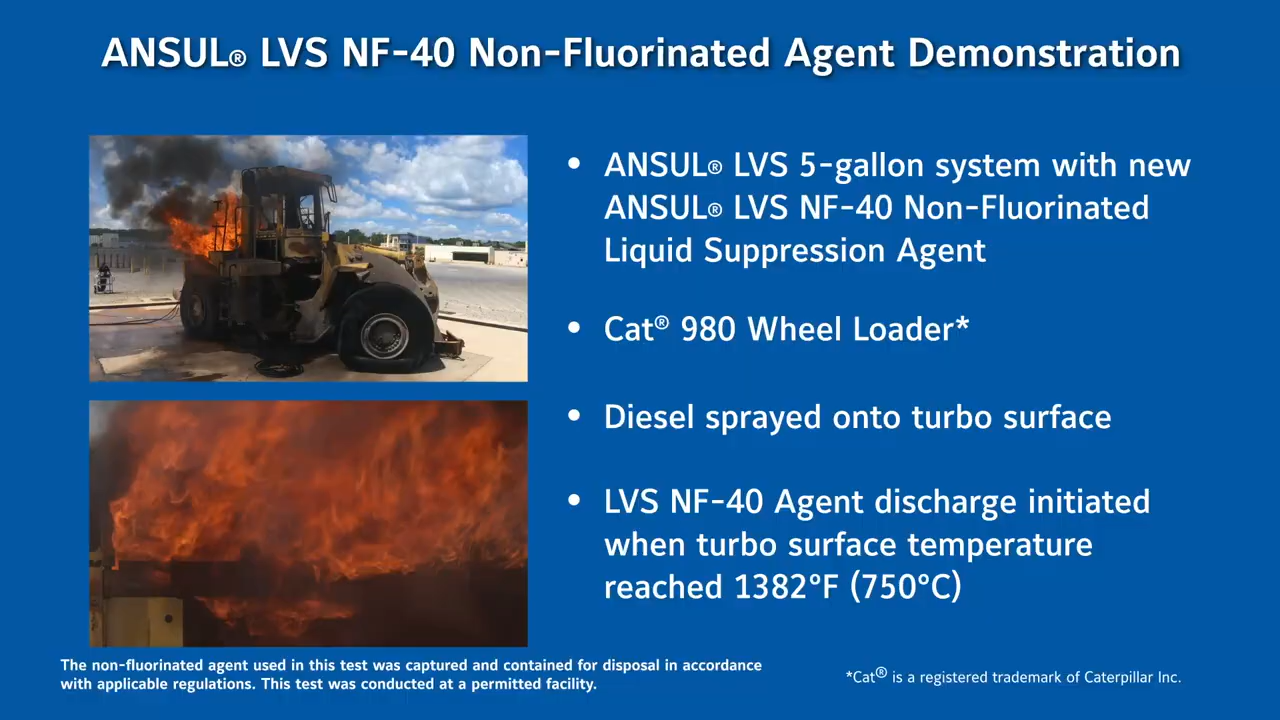 ANSUL® LVS NF-40 Non-Fluorinated Agent Demonstration
• ANSUL® LVS 5-gallon system with new
ANSUL® LVS NF-40 Non-Fluorinated
Liquid Suppression Agent
• Cat® 980 Wheel Loader*
• Diesel sprayed onto turbo surface
• LVS NF-40 Agent discharge initiated
when turbo surface temperature
reached 1382°F (750°C)
The non-fluorinated agent used in this test was captured and contained for disposal in accordance
with applicable regulations. This test was conducted at a permitted facility.
*Cat® is a registered trademark of Caterpillar Inc.